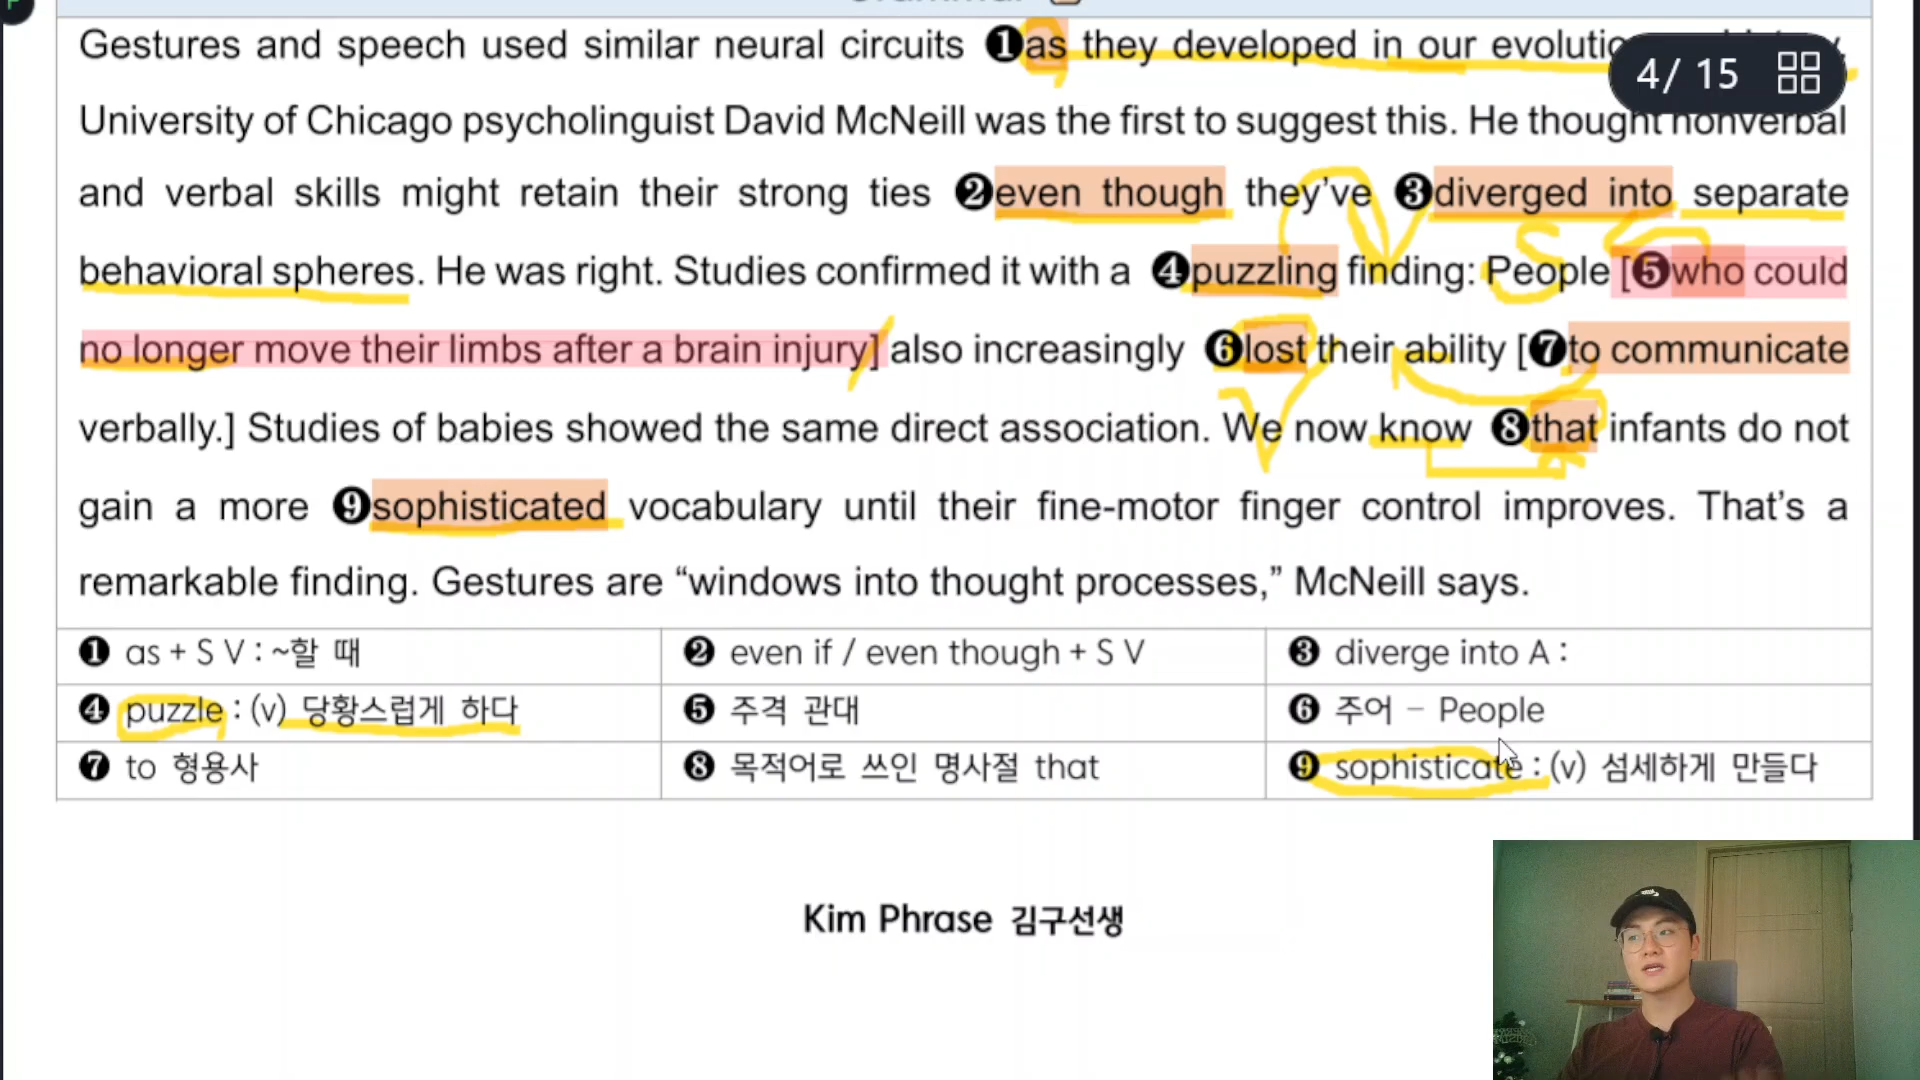 Gestures and speech used similar neural circuits ❶as they developed in our
4/ 15
University of Chicago psycholinguist David McNeill was the first to suggest this. He thought nonverbal
and verbal skills might retain their strong ties ❷even though they've ❸diverged into separate
behavioral spheres. He was right. Studies confirmed it with a ❹puzzling finding: People [❺who could
no longer move their limbs after a brain injury] also increasingly ❻lost their ability [❼to communicate
verbally.] Studies of babies showed the same direct association. We now know ❽that infants do not
gain a more ❾sophisticated vocabulary until their fine-motor finger control improves. That's a
remarkable finding. Gestures are “windows into thought processes,” McNeill says.
❶ as + S V : ~할 때 ❷ even if / even though + S V ❸ diverge into A :
❹ puzzle : (v) 당황스럽게 하다 ❺ 주격 관대 ❻ 주어 – People
❼ to 형용사 ❽ 목적어로 쓰인 명사절 that ❾ sophisticate : (v) 섬세하게 만들다
Kim Phrase 김구선생